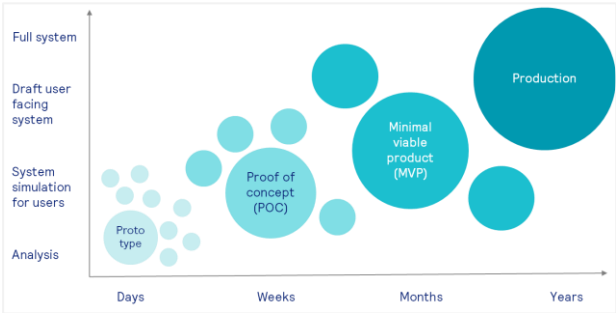 Full system
Draft user
facing
system
System
simulation
for users
Analysis
Proto
type
Proof of
concept
(POC)
Minimal
viable
product
(MVP)
Production
Days
Weeks
Months
Years